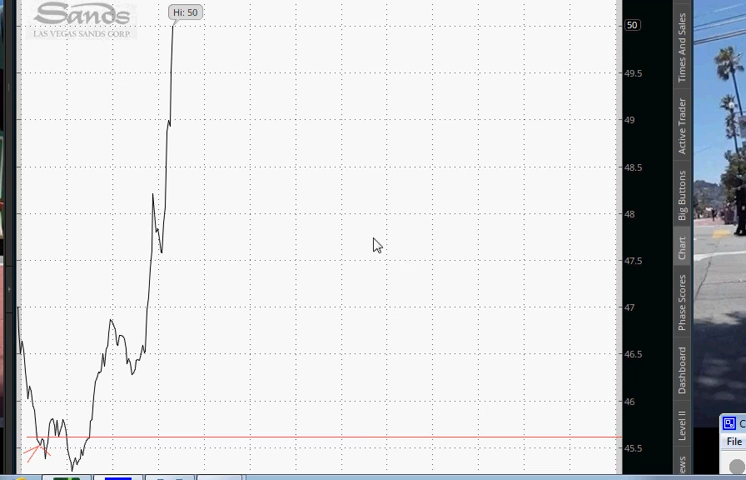 Sands
LAS VEGAS SANDS CORP.
Hi: 50
50
49.5
49
48.5
48
47.5
47
46.5
46
45.5
Times And Sales
Active Trader
Big Buttons
Chart
Phase Scores
Dashboard
Level II
ews
C
File